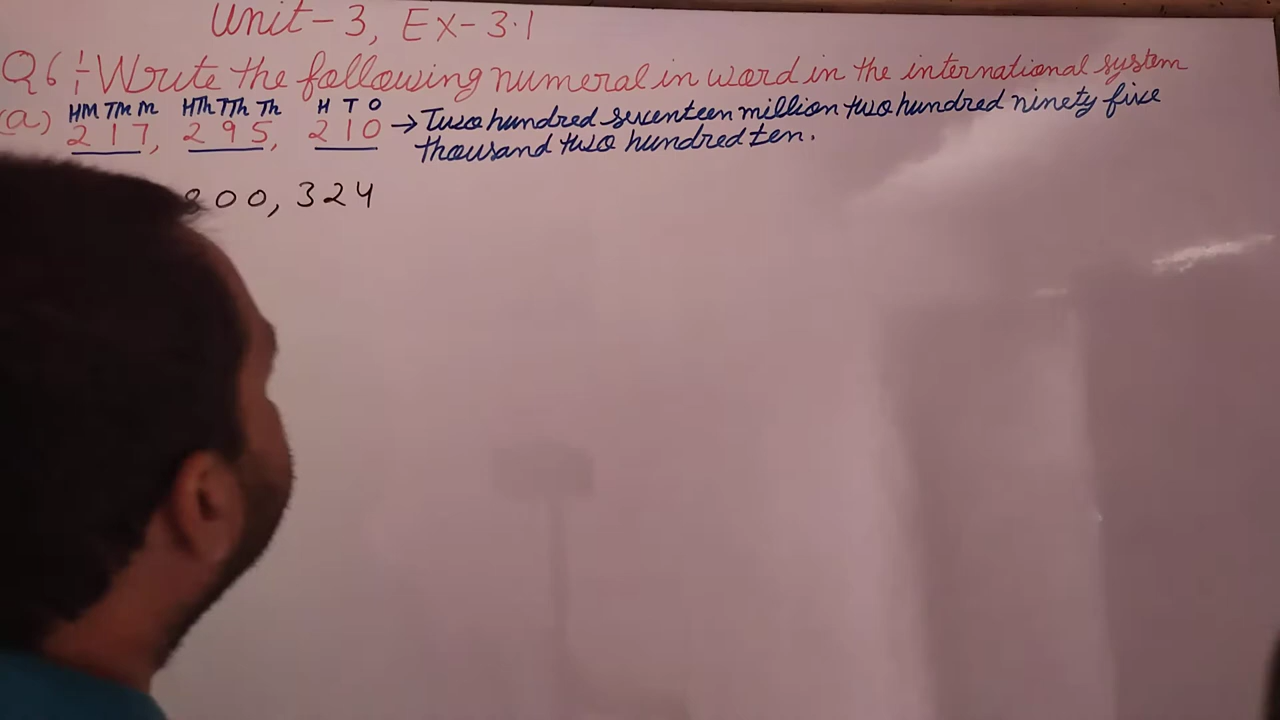 Unit-3, Ex-3.1
Q6:- Write the following numeral in word in the international system
(a) HM TM M HTh TTh Th H T O
217, 295, 210 → Two hundred seventeen million two hundred ninety five
thousand two hundred ten.
800, 324